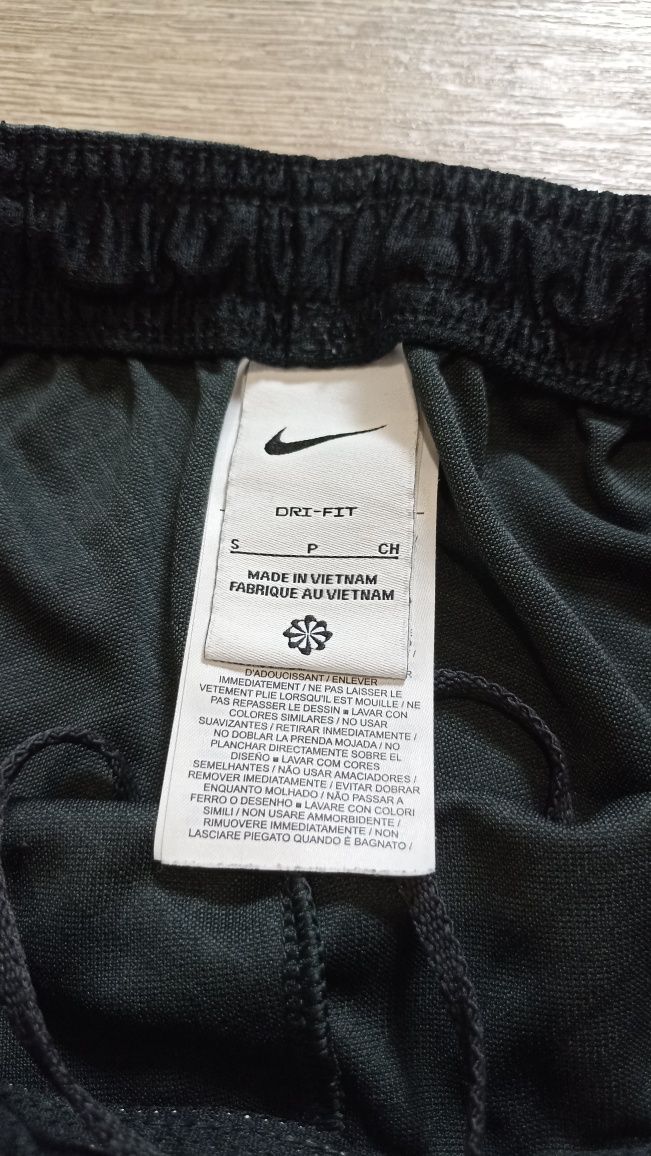 DRI-FIT
S P CH
MADE IN VIETNAM
FABRIQUE AU VIETNAM
D'ADOUCISSANT / ENLEVER
IMMEDIATEMENT / NE PAS LAISSER LE
VETEMENT PLIE LORSQU'IL EST MOUILLE / NE
PAS REPASSER LE DESSIN ■ LAVAR CON
COLORES SIMILARES / NO USAR
SUAVIZANTES / RETIRAR INMEDIATAMENTE /
NO DOBLAR LA PRENDA MOJADA / NO
PLANCHAR DIRECTAMENTE SOBRE EL
DISEÑO ■ LAVAR COM CORES
SEMELHANTES / NÃO USAR AMACIADORES /
REMOVER IMEDIATAMENTE / EVITAR DOBRAR
ENQUANTO MOLHADO / NÃO PASSAR A
FERRO O DESENHO ■ LAVARE CON COLORI
SIMILI / NON USARE AMMORBIDENTE /
RIMUOVERE IMMEDIATAMENTE / NON
LASCIARE PIEGATO QUANDO È BAGNATO /